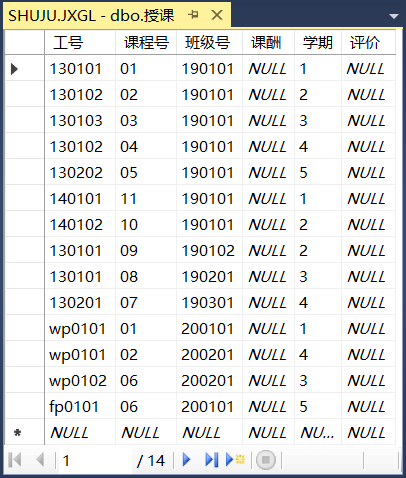 SHUJU.JXGL - dbo.授课
工号 课程号 班级号 课酬 学期 评价
130101 01 190101 NULL 1 NULL
130102 02 190101 NULL 2 NULL
130103 03 190101 NULL 3 NULL
130102 04 190101 NULL 4 NULL
130202 05 190101 NULL 5 NULL
140101 11 190101 NULL 1 NULL
140102 10 190101 NULL 2 NULL
130101 09 190102 NULL 2 NULL
130101 08 190201 NULL 3 NULL
130201 07 190301 NULL 4 NULL
wp0101 01 200101 NULL 1 NULL
wp0101 02 200201 NULL 4 NULL
wp0102 06 200201 NULL 3 NULL
fp0101 06 200101 NULL 5 NULL
NULL NULL NULL NULL NU... NULL
1 / 14